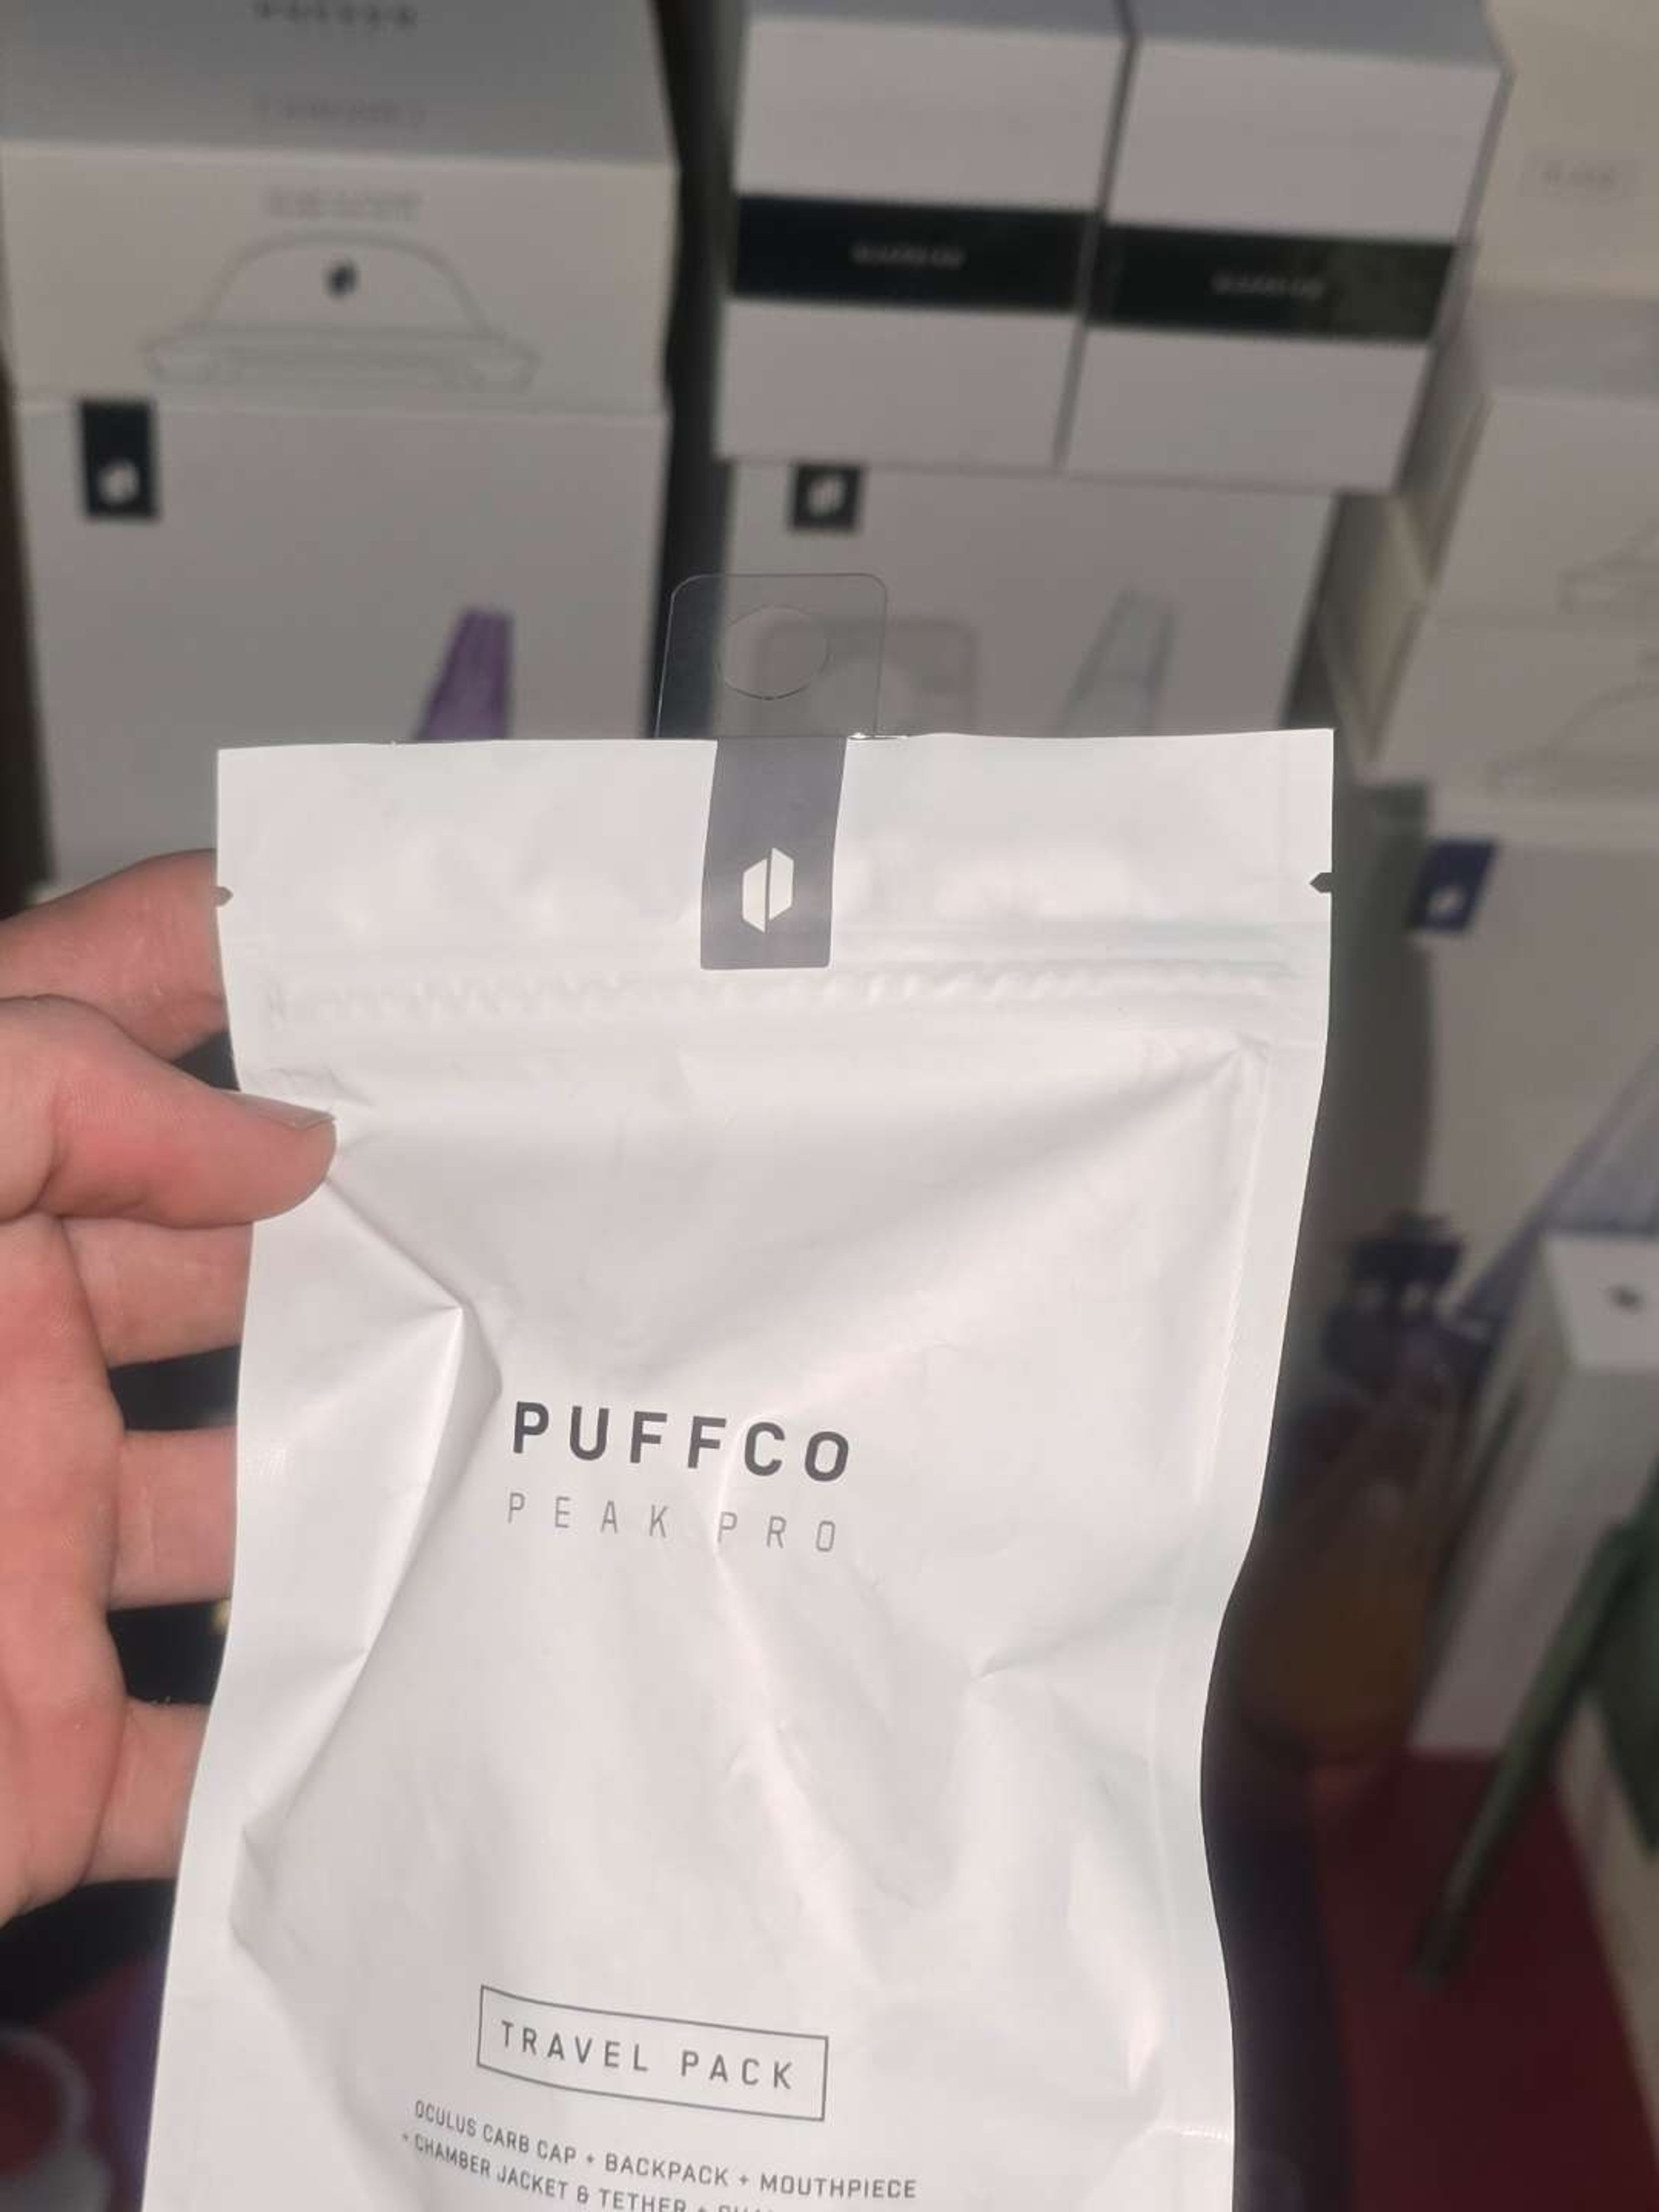 PUFFCO
PEAK PRO
TRAVEL PACK
OCULUS CARB CAP + BACKPACK + MOUTHPIECE
+ CHAMBER JACKET & TETHER +